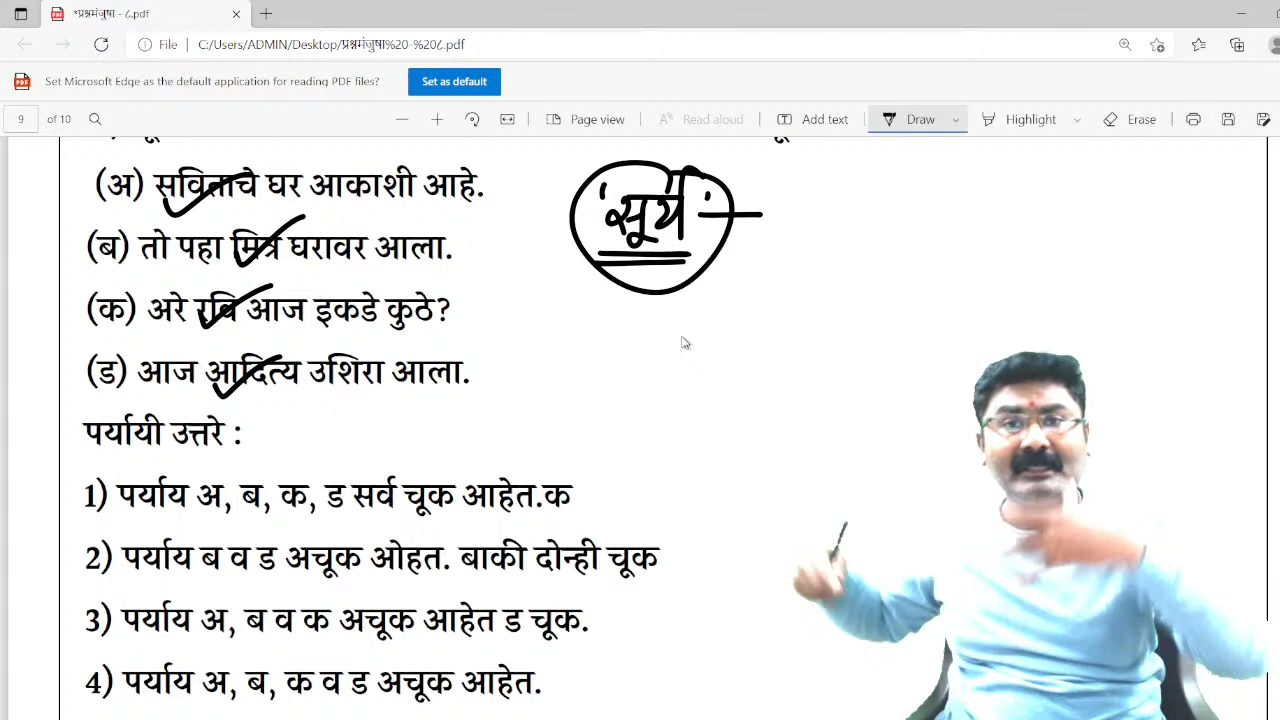 *प्रश्नमंजुषा - ८.pdf
File
C:/Users/ADMIN/Desktop/प्रश्नमंजुषा%20-%20८.pdf
Set Microsoft Edge as the default application for reading PDF files?
Set as default
9 of 10
Page view
Read aloud
Add text
Draw
Highlight
Erase
(अ) सविताचे घर आकाशी आहे.
'सूर्य'
(ब) तो पहा मित्र घरावर आला.
(क) अरे रवि आज इकडे कुठे?
(ड) आज आदित्य उशिरा आला.
पर्यायी उत्तरे :
1) पर्याय अ, ब, क, ड सर्व चूक आहेत.क
2) पर्याय ब व ड अचूक ओहत. बाकी दोन्ही चूक
3) पर्याय अ, ब व क अचूक आहेत ड चूक.
4) पर्याय अ, ब, क व ड अचूक आहेत.